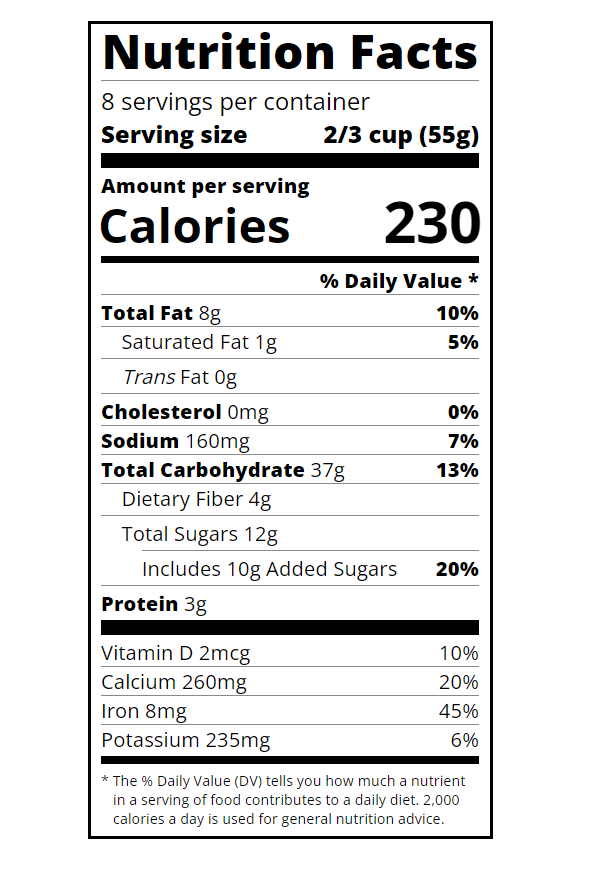 Nutrition Facts
8 servings per container
Serving size 2/3 cup (55g)
Amount per serving
Calories 230
% Daily Value *
Total Fat 8g 10%
Saturated Fat 1g 5%
Trans Fat 0g
Cholesterol 0mg 0%
Sodium 160mg 7%
Total Carbohydrate 37g 13%
Dietary Fiber 4g
Total Sugars 12g
Includes 10g Added Sugars 20%
Protein 3g
Vitamin D 2mcg 10%
Calcium 260mg 20%
Iron 8mg 45%
Potassium 235mg 6%
* The % Daily Value (DV) tells you how much a nutrient
in a serving of food contributes to a daily diet. 2,000
calories a day is used for general nutrition advice.